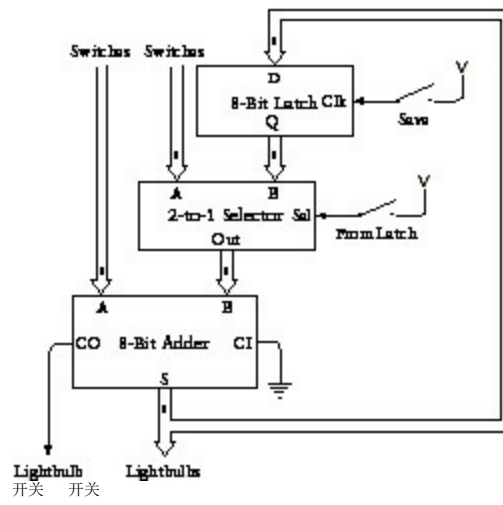 Switches Switches
D
8-Bit Latch Clk
V
Q
Save
A B
V
2-to-1 Selector Sel
Out
From Latch
A B
CO 8-Bit Adder CI
S
Lightbulb Lightbulbs
开关 开关